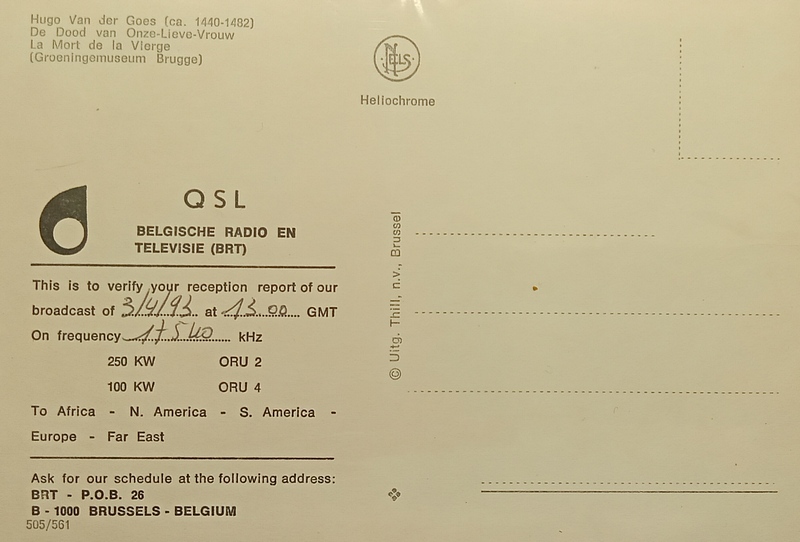 Hugo Van der Goes (ca. 1440-1482)
De Dood van Onze-Lieve-Vrouw
La Mort de la Vierge
(Groeningemuseum Brugge)
NELS
Heliochrome
QSL
BELGISCHE RADIO EN
TELEVISIE (BRT)
This is to verify your reception report of our
broadcast of 3/4/93 at 13.00 GMT
On frequency 17540 kHz
250 KW ORU 2
100 KW ORU 4
To Africa - N. America - S. America -
Europe - Far East
Ask for our schedule at the following address:
BRT - P.O.B. 26
B - 1000 BRUSSELS - BELGIUM
505/561
© Uitg. Thill, n.v., Brussel